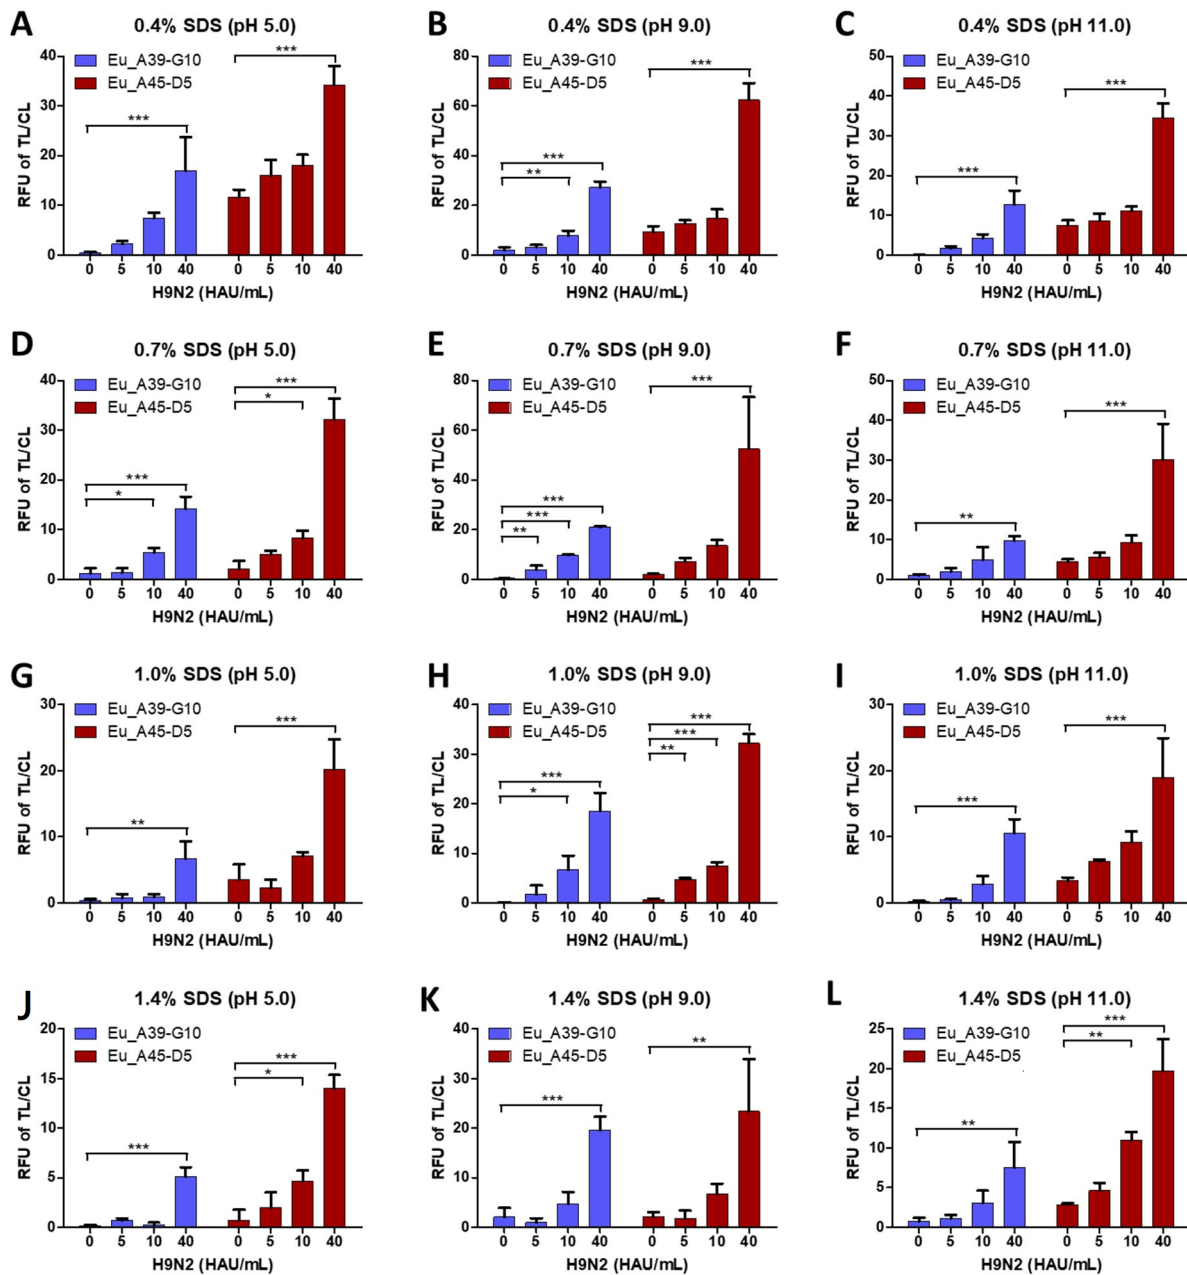 A
0.4% SDS (pH 5.0)
Eu_A39-G10
Eu_A45-D5
***
***
RFU of TL/CL
40
30
20
10
0
0 5 10 40 0 5 10 40
H9N2 (HAU/mL)
B
0.4% SDS (pH 9.0)
Eu_A39-G10
Eu_A45-D5
***
***
**
RFU of TL/CL
80
60
40
20
0
0 5 10 40 0 5 10 40
H9N2 (HAU/mL)
C
0.4% SDS (pH 11.0)
Eu_A39-G10
Eu_A45-D5
***
***
RFU of TL/CL
50
40
30
20
10
0
0 5 10 40 0 5 10 40
H9N2 (HAU/mL)
D
0.7% SDS (pH 5.0)
Eu_A39-G10
Eu_A45-D5
***
*
***
*
RFU of TL/CL
40
30
20
10
0
0 5 10 40 0 5 10 40
H9N2 (HAU/mL)
E
0.7% SDS (pH 9.0)
Eu_A39-G10
Eu_A45-D5
***
***
***
**
RFU of TL/CL
80
60
40
20
0
0 5 10 40 0 5 10 40
H9N2 (HAU/mL)
F
0.7% SDS (pH 11.0)
Eu_A39-G10
Eu_A45-D5
***
**
RFU of TL/CL
50
40
30
20
10
0
0 5 10 40 0 5 10 40
H9N2 (HAU/mL)
G
1.0% SDS (pH 5.0)
Eu_A39-G10
Eu_A45-D5
***
**
RFU of TL/CL
30
20
10
0
0 5 10 40 0 5 10 40
H9N2 (HAU/mL)
H
1.0% SDS (pH 9.0)
Eu_A39-G10
Eu_A45-D5
***
***
**
***
*
RFU of TL/CL
40
30
20
10
0
0 5 10 40 0 5 10 40
H9N2 (HAU/mL)
I
1.0% SDS (pH 11.0)
Eu_A39-G10
Eu_A45-D5
***
***
RFU of TL/CL
30
20
10
0
0 5 10 40 0 5 10 40
H9N2 (HAU/mL)
J
1.4% SDS (pH 5.0)
Eu_A39-G10
Eu_A45-D5
***
*
***
RFU of TL/CL
20
15
10
5
0
0 5 10 40 0 5 10 40
H9N2 (HAU/mL)
K
1.4% SDS (pH 9.0)
Eu_A39-G10
Eu_A45-D5
**
***
RFU of TL/CL
40
30
20
10
0
0 5 10 40 0 5 10 40
H9N2 (HAU/mL)
L
1.4% SDS (pH 11.0)
Eu_A39-G10
Eu_A45-D5
***
**
**
RFU of TL/CL
25
20
15
10
5
0
0 5 10 40 0 5 10 40
H9N2 (HAU/mL)